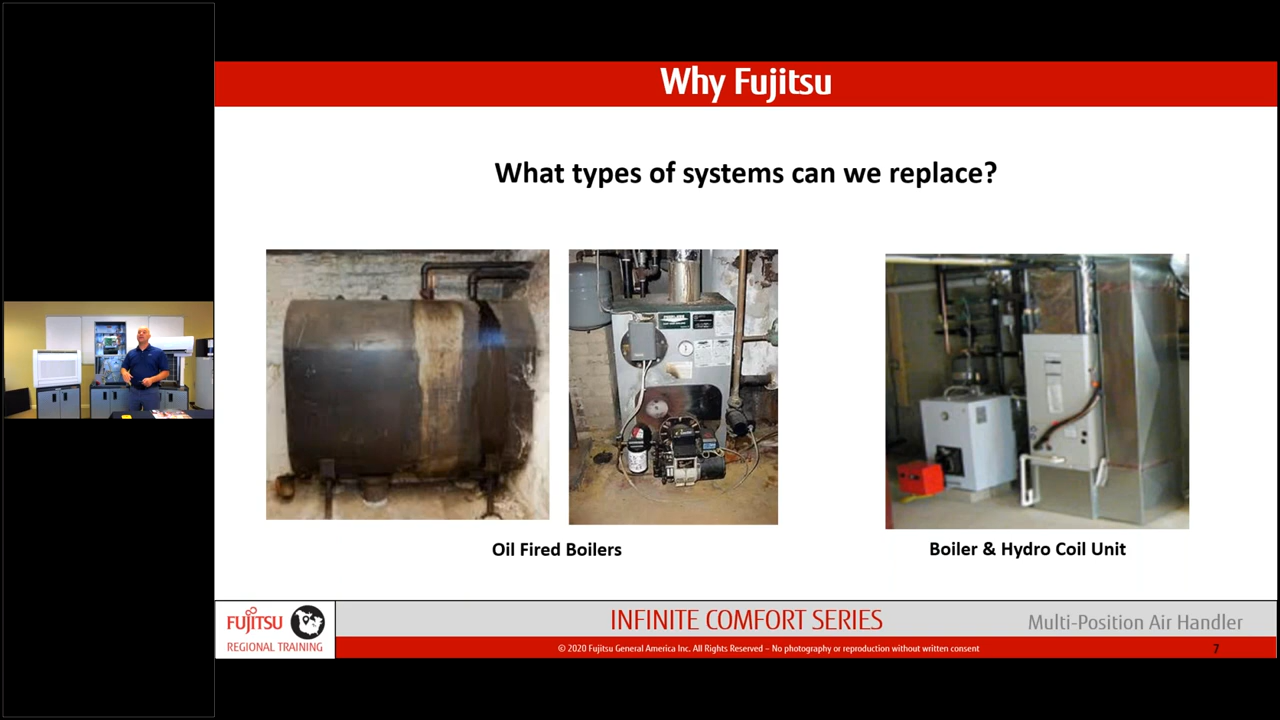 Why Fujitsu
What types of systems can we replace?
Oil Fired Boilers
Boiler & Hydro Coil Unit
FUJITSU
REGIONAL TRAINING
INFINITE COMFORT SERIES
Multi-Position Air Handler
© 2020 Fujitsu General America Inc. All Rights Reserved – No photography or reproduction without written consent
7